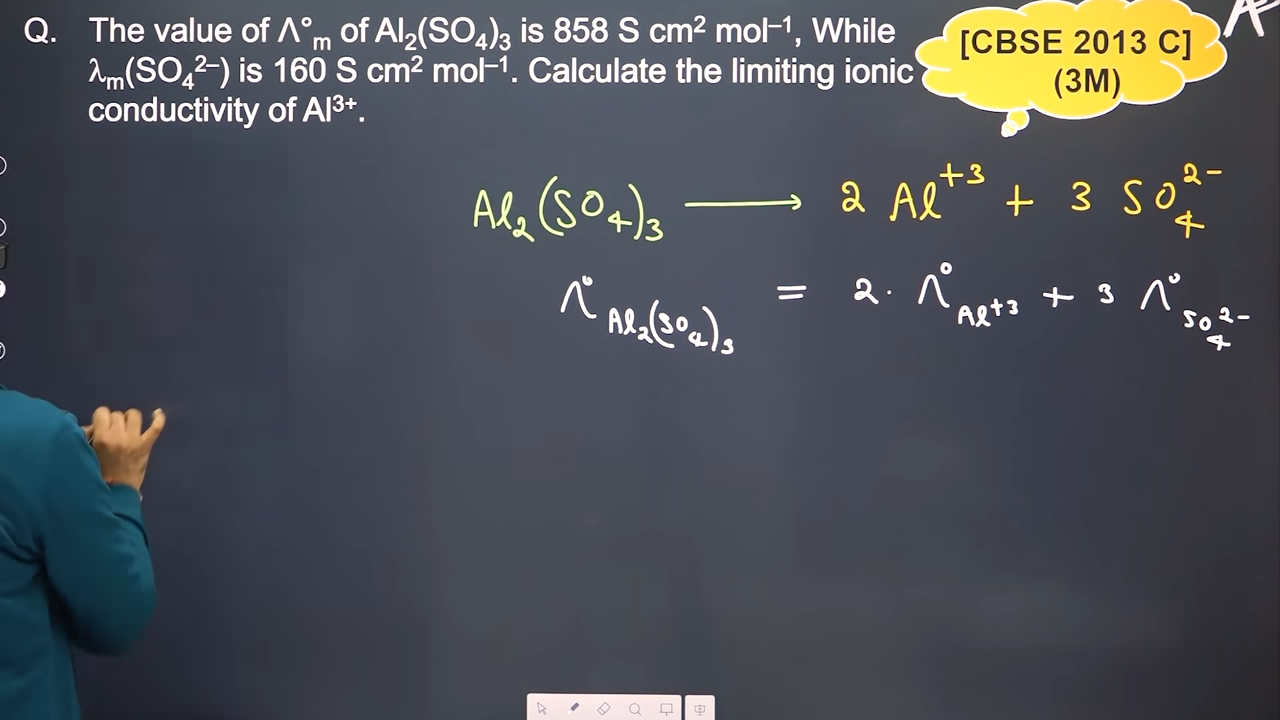 Q. The value of Λ°m of Al2(SO4)3 is 858 S cm² mol–1, While
λm(SO4²–) is 160 S cm² mol–1. Calculate the limiting ionic
conductivity of Al³⁺.
[CBSE 2013 C]
(3M)
Al2(SO4)3 ⟶ 2 Al⁺³ + 3 SO4²⁻
Λ° Al2(SO4)3 = 2 · Λ° Al+3 + 3 Λ° SO4²⁻